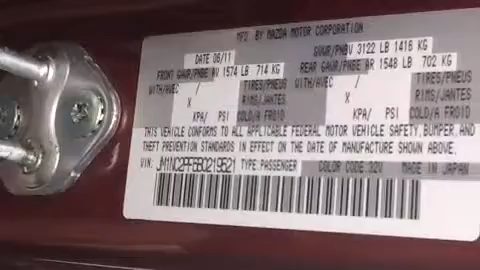 MFD BY MAZDA MOTOR CORPORATION
DATE 06/11 GVWR/PNBV 3122 LB 1416 KG
FRONT GAWR/PNBE AV 1574 LB 714 KG REAR GAWR/PNBE AR 1548 LB 702 KG
WITH/AVEC / TIRES/PNEUS WITH/AVEC / TIRES/PNEUS
X RIMS/JANTES X RIMS/JANTES
KPA/ PSI COLD/A FROID KPA/ PSI COLD/A FROID
THIS VEHICLE CONFORMS TO ALL APPLICABLE FEDERAL MOTOR VEHICLE SAFETY, BUMPER, AND
THEFT PREVENTION STANDARDS IN EFFECT ON THE DATE OF MANUFACTURE SHOWN ABOVE.
VIN: JM1NC2PF5B0219521 TYPE:PASSENGER COLOR CODE:32V MADE IN JAPAN